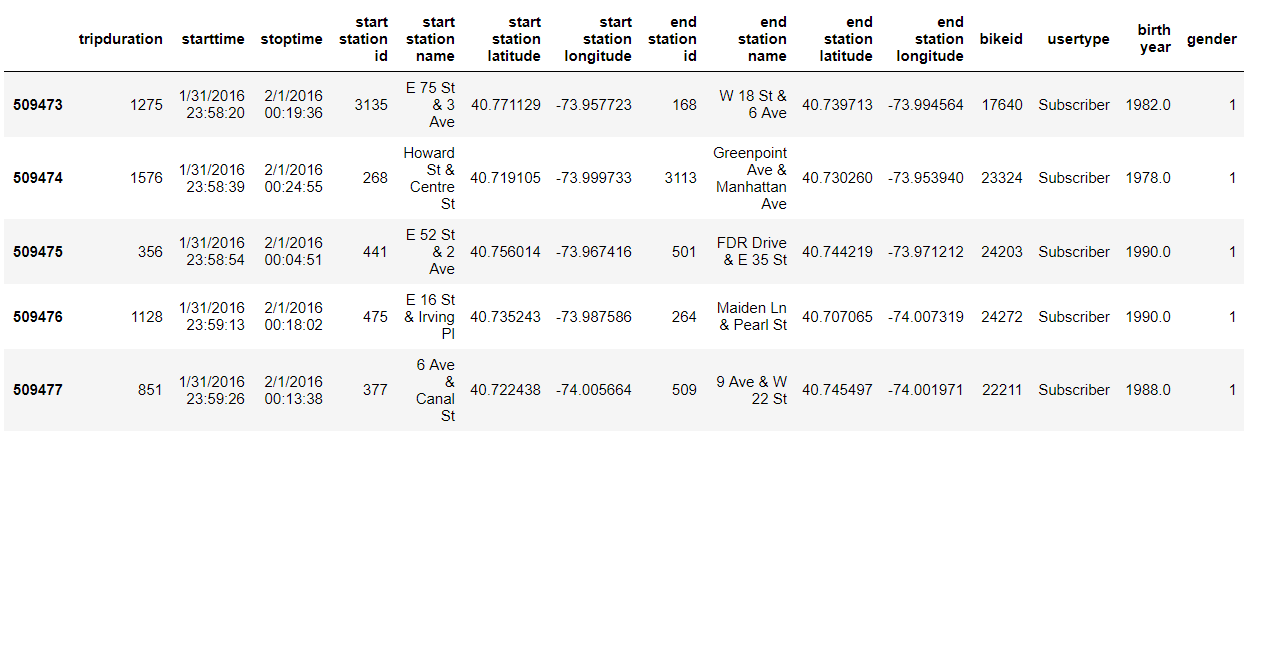 tripduration starttime stoptime start station id start station name start station latitude start station longitude end station id end station name end station latitude end station longitude bikeid usertype birth year gender
509473 1275 1/31/2016 23:58:20 2/1/2016 00:19:36 3135 E 75 St & 3 Ave 40.771129 -73.957723 168 W 18 St & 6 Ave 40.739713 -73.994564 17640 Subscriber 1982.0 1
509474 1576 1/31/2016 23:58:39 2/1/2016 00:24:55 268 Howard St & Centre St 40.719105 -73.999733 3113 Greenpoint Ave & Manhattan Ave 40.730260 -73.953940 23324 Subscriber 1978.0 1
509475 356 1/31/2016 23:58:54 2/1/2016 00:04:51 441 E 52 St & 2 Ave 40.756014 -73.967416 501 FDR Drive & E 35 St 40.744219 -73.971212 24203 Subscriber 1990.0 1
509476 1128 1/31/2016 23:59:13 2/1/2016 00:18:02 475 E 16 St & Irving Pl 40.735243 -73.987586 264 Maiden Ln & Pearl St 40.707065 -74.007319 24272 Subscriber 1990.0 1
509477 851 1/31/2016 23:59:26 2/1/2016 00:13:38 377 6 Ave & Canal St 40.722438 -74.005664 509 9 Ave & W 22 St 40.745497 -74.001971 22211 Subscriber 1988.0 1